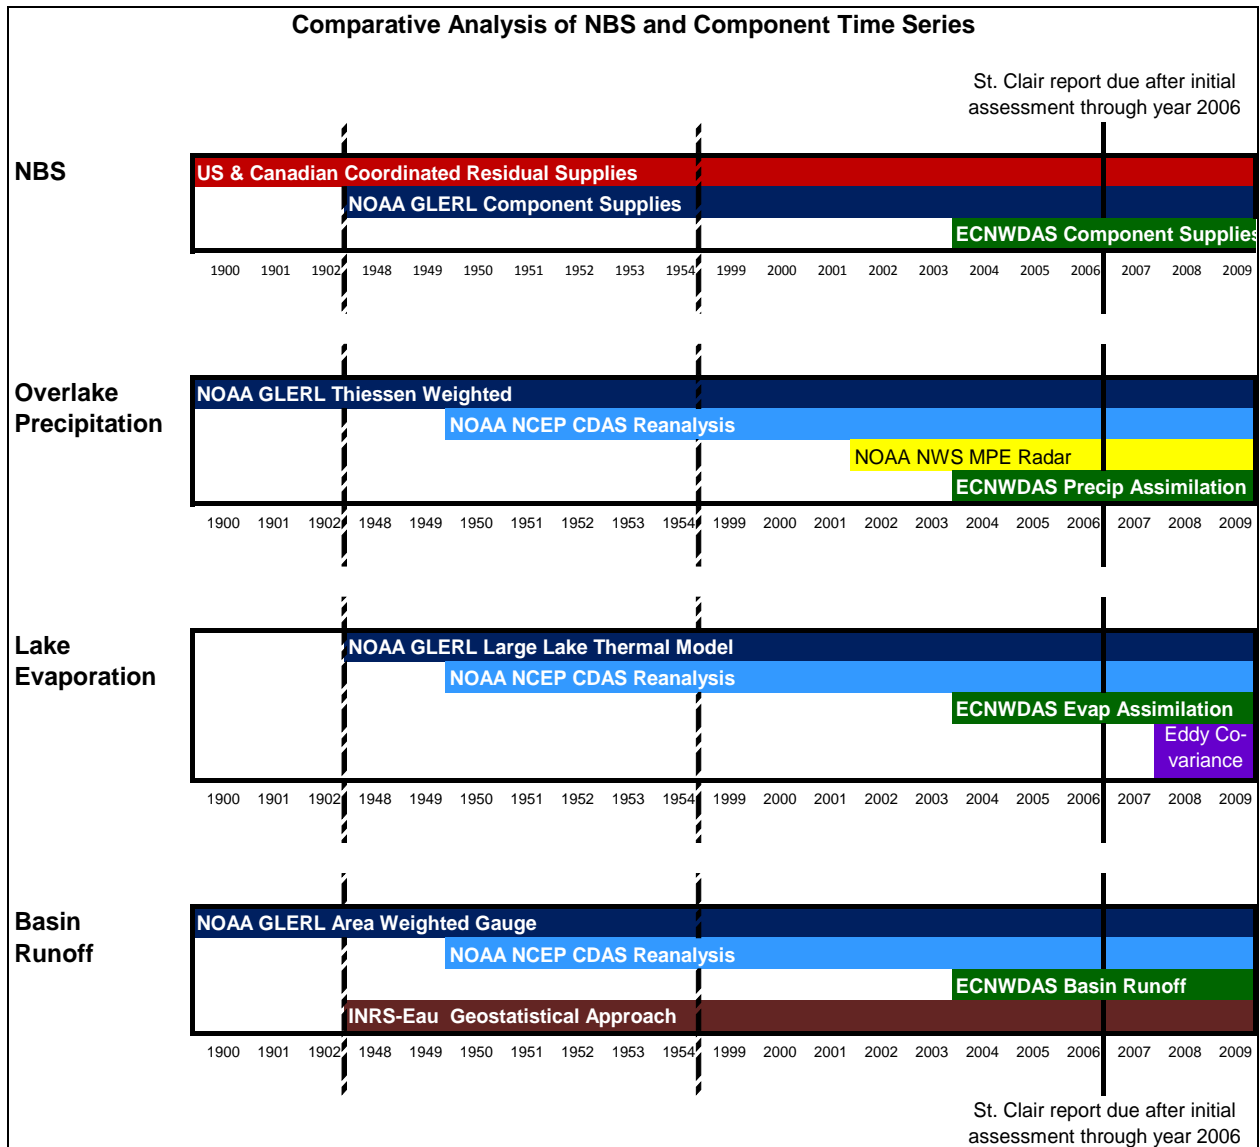 Comparative Analysis of NBS and Component Time Series
St. Clair report due after initial
assessment through year 2006
NBS
US & Canadian Coordinated Residual Supplies
NOAA GLERL Component Supplies
ECNWDAS Component Supplies
1900 1901 1902 1948 1949 1950 1951 1952 1953 1954 1999 2000 2001 2002 2003 2004 2005 2006 2007 2008 2009
Overlake
Precipitation
NOAA GLERL Thiessen Weighted
NOAA NCEP CDAS Reanalysis
NOAA NWS MPE Radar
ECNWDAS Precip Assimilation
1900 1901 1902 1948 1949 1950 1951 1952 1953 1954 1999 2000 2001 2002 2003 2004 2005 2006 2007 2008 2009
Lake
Evaporation
NOAA GLERL Large Lake Thermal Model
NOAA NCEP CDAS Reanalysis
ECNWDAS Evap Assimilation
Eddy Co-
variance
1900 1901 1902 1948 1949 1950 1951 1952 1953 1954 1999 2000 2001 2002 2003 2004 2005 2006 2007 2008 2009
Basin
Runoff
NOAA GLERL Area Weighted Gauge
NOAA NCEP CDAS Reanalysis
ECNWDAS Basin Runoff
INRS-Eau Geostatistical Approach
1900 1901 1902 1948 1949 1950 1951 1952 1953 1954 1999 2000 2001 2002 2003 2004 2005 2006 2007 2008 2009
St. Clair report due after initial
assessment through year 2006